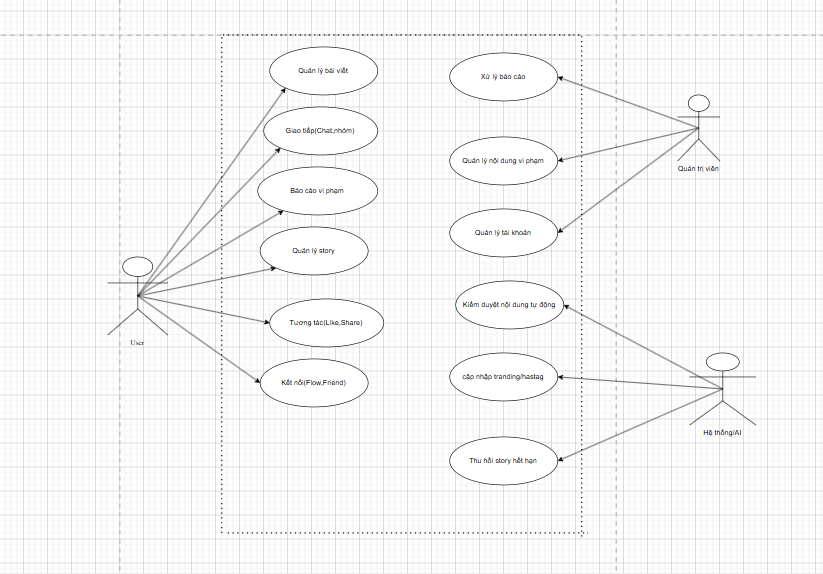 Quản lý bài viết
Giao tiếp(Chat,nhóm)
Báo cáo vi phạm
Quản lý story
Tương tác(Like,Share)
Kết nối(Flow,Friend)
User
Xử lý báo cáo
Quản lý nội dung vi phạm
Quản lý tài khoản
Kiểm duyệt nội dung tự động
cập nhập tranding/hastag
Thu hồi story hết hạn
Quản trị viên
Hệ thống/AI